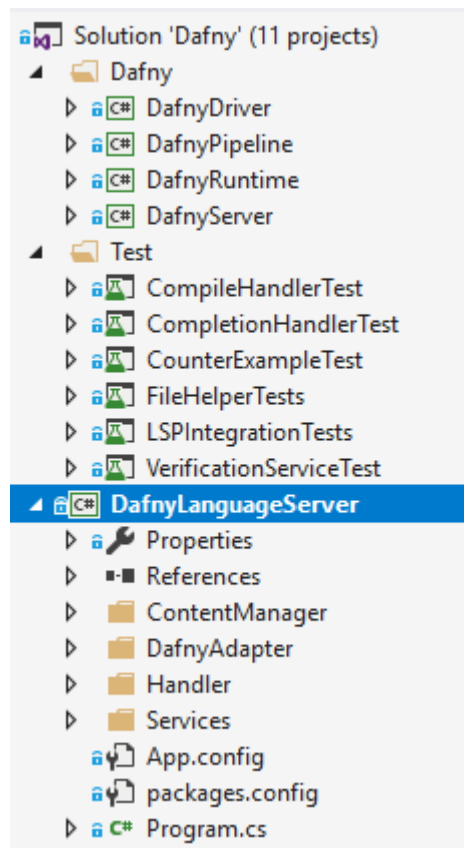 Solution 'Dafny' (11 projects)
Dafny
C# DafnyDriver
C# DafnyPipeline
C# DafnyRuntime
C# DafnyServer
Test
CompileHandlerTest
CompletionHandlerTest
CounterExampleTest
FileHelperTests
LSPIntegrationTests
VerificationServiceTest
C# DafnyLanguageServer
Properties
References
ContentManager
DafnyAdapter
Handler
Services
App.config
packages.config
C# Program.cs